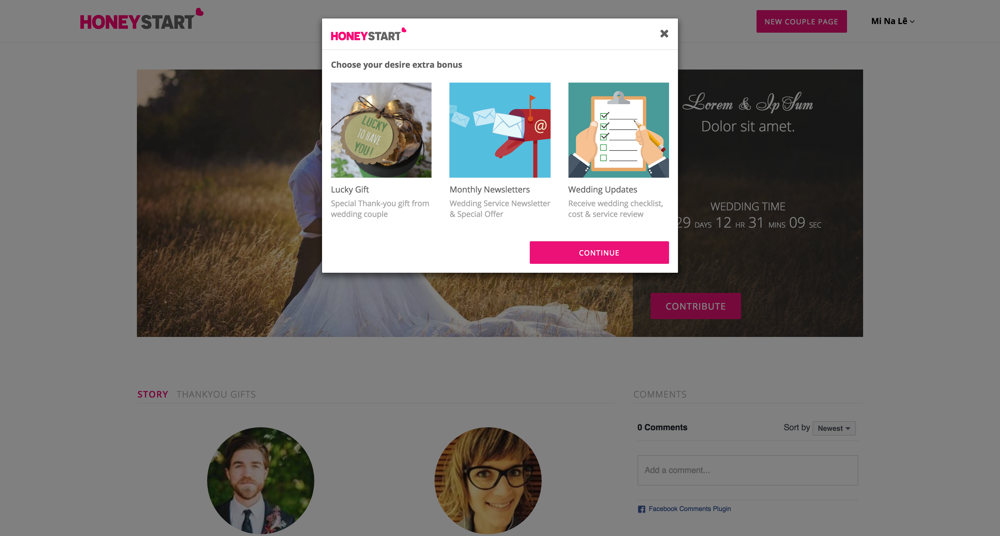 HONEYSTART
NEW COUPLE PAGE
Mi Na Lê
HONEYSTART
Choose your desire extra bonus
LUCKY
TO HAVE
YOU!
@
Lucky Gift
Special Thank-you gift from
wedding couple
Monthly Newsletters
Wedding Service Newsletter
& Special Offer
Wedding Updates
Receive wedding checklist,
cost & service review
CONTINUE
Lorem & IpSum
Dolor sit amet.
WEDDING TIME
29 DAYS 12 HR 31 MINS 09 SEC
CONTRIBUTE
STORY THANKYOU GIFTS
COMMENTS
0 Comments
Sort by Newest
Add a comment...
Facebook Comments Plugin